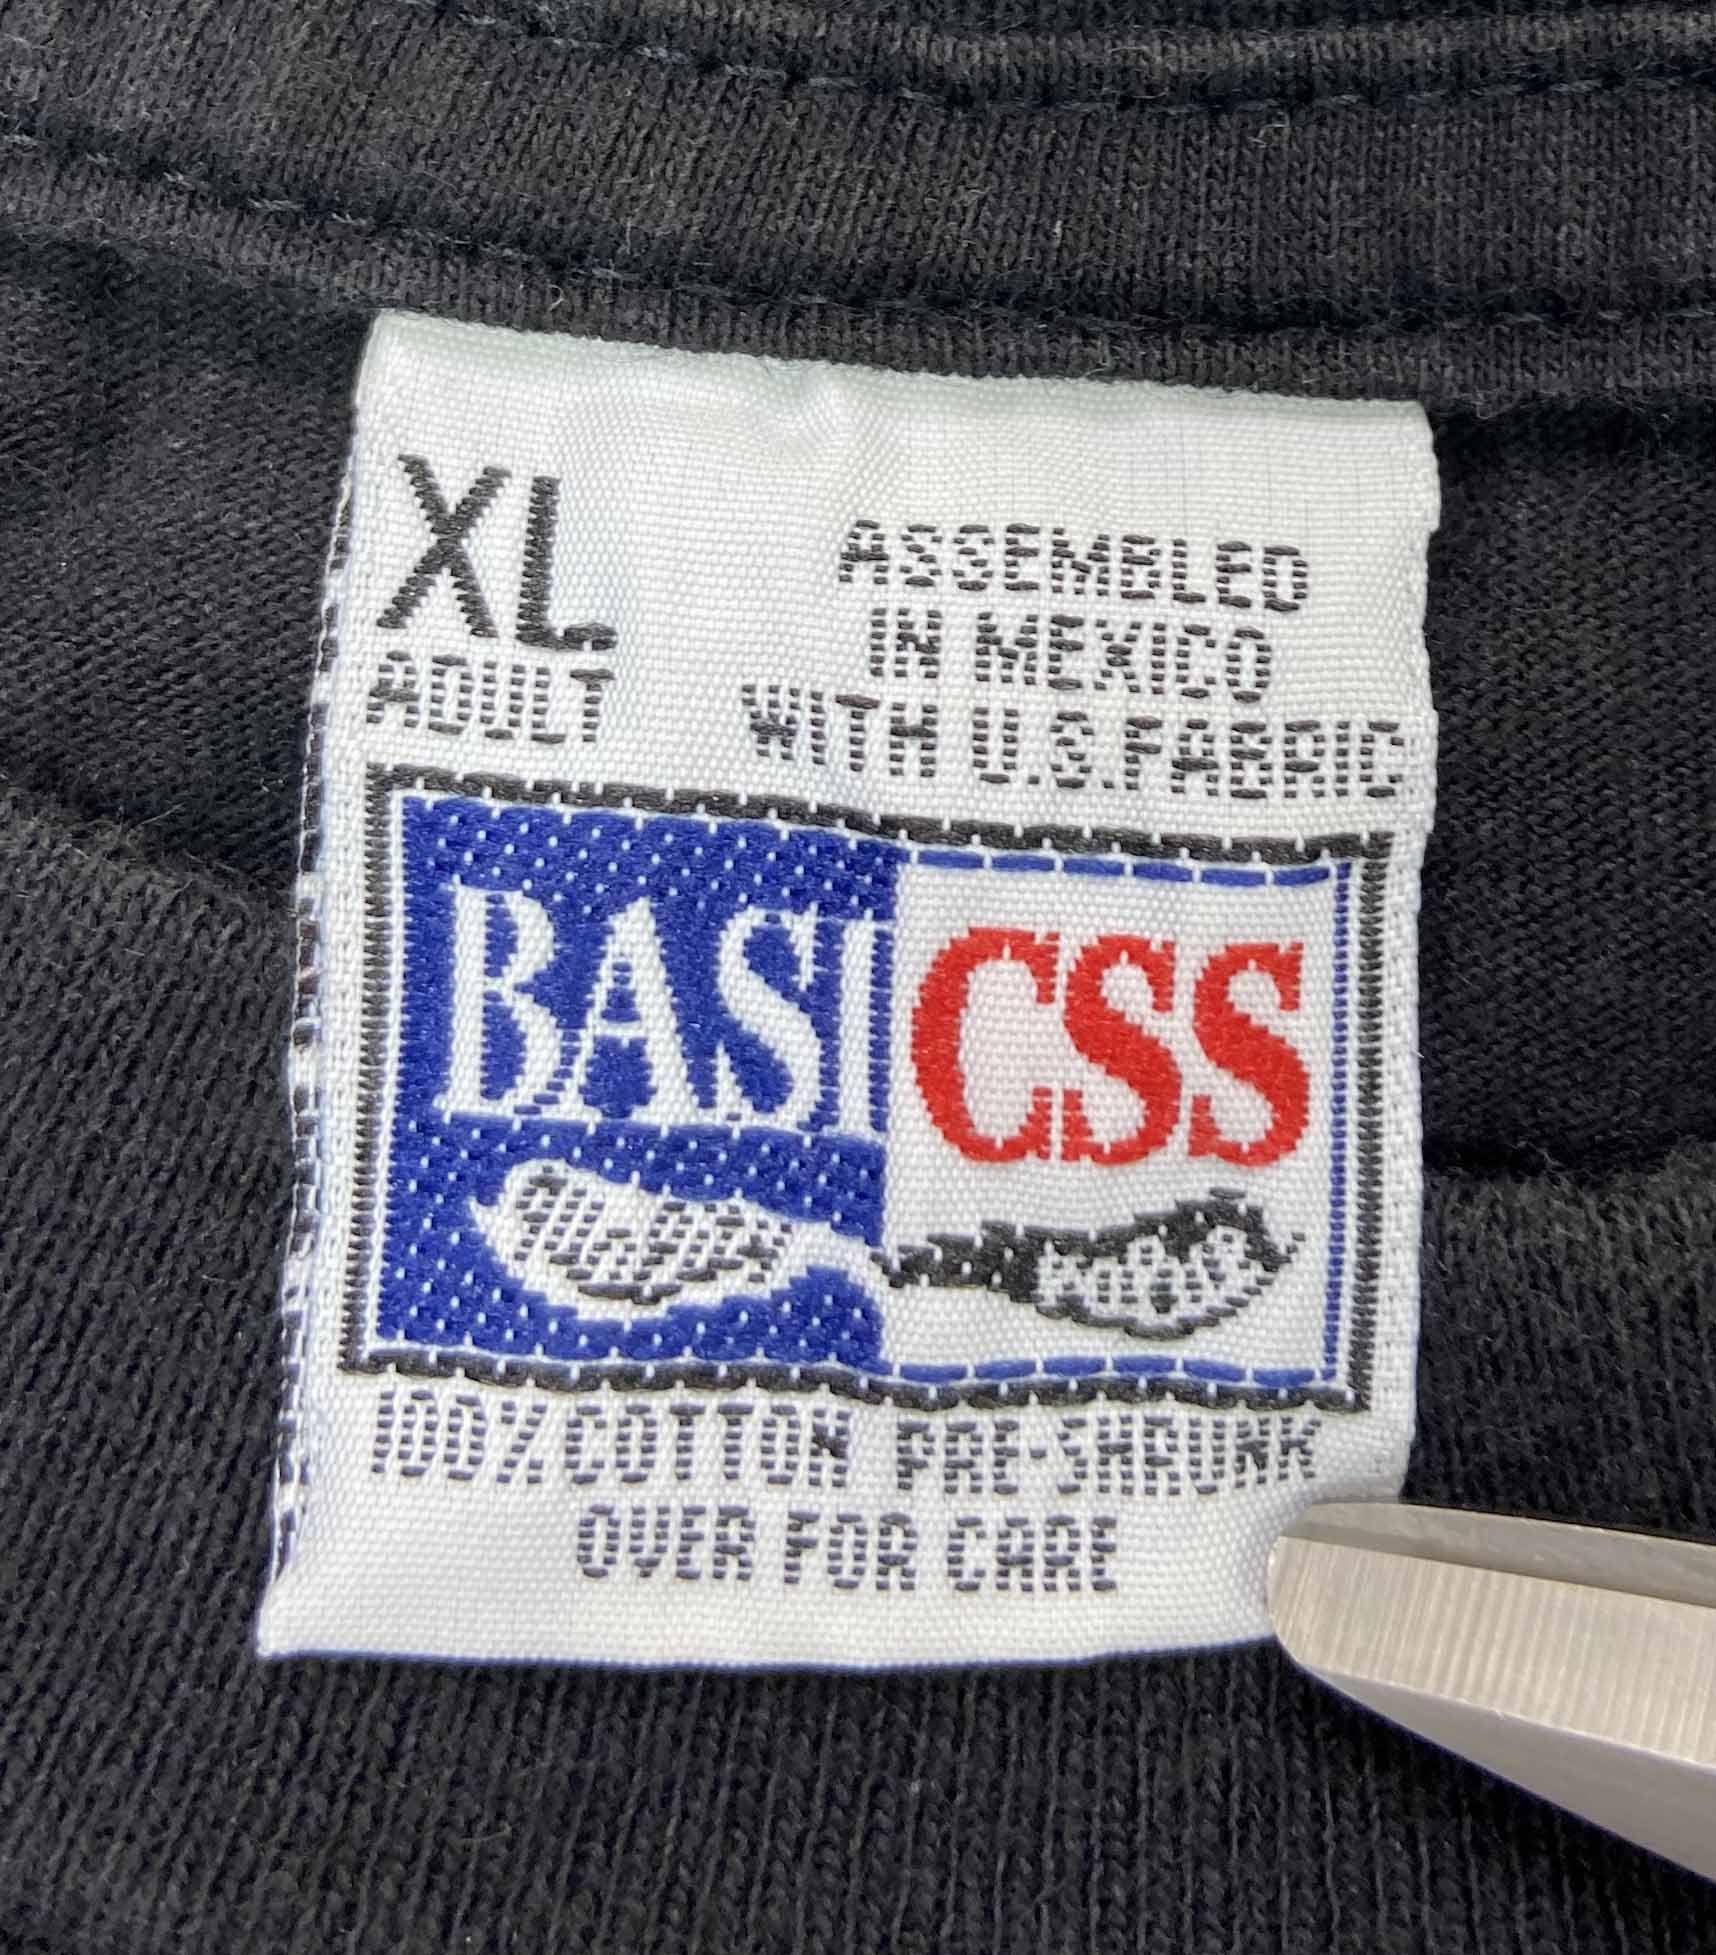 XL
ADULT
ASSEMBLED
IN MEXICO
WITH U.S.FABRIC
BASICSS
100% COTTON PRE-SHRUNK
OVER FOR CARE